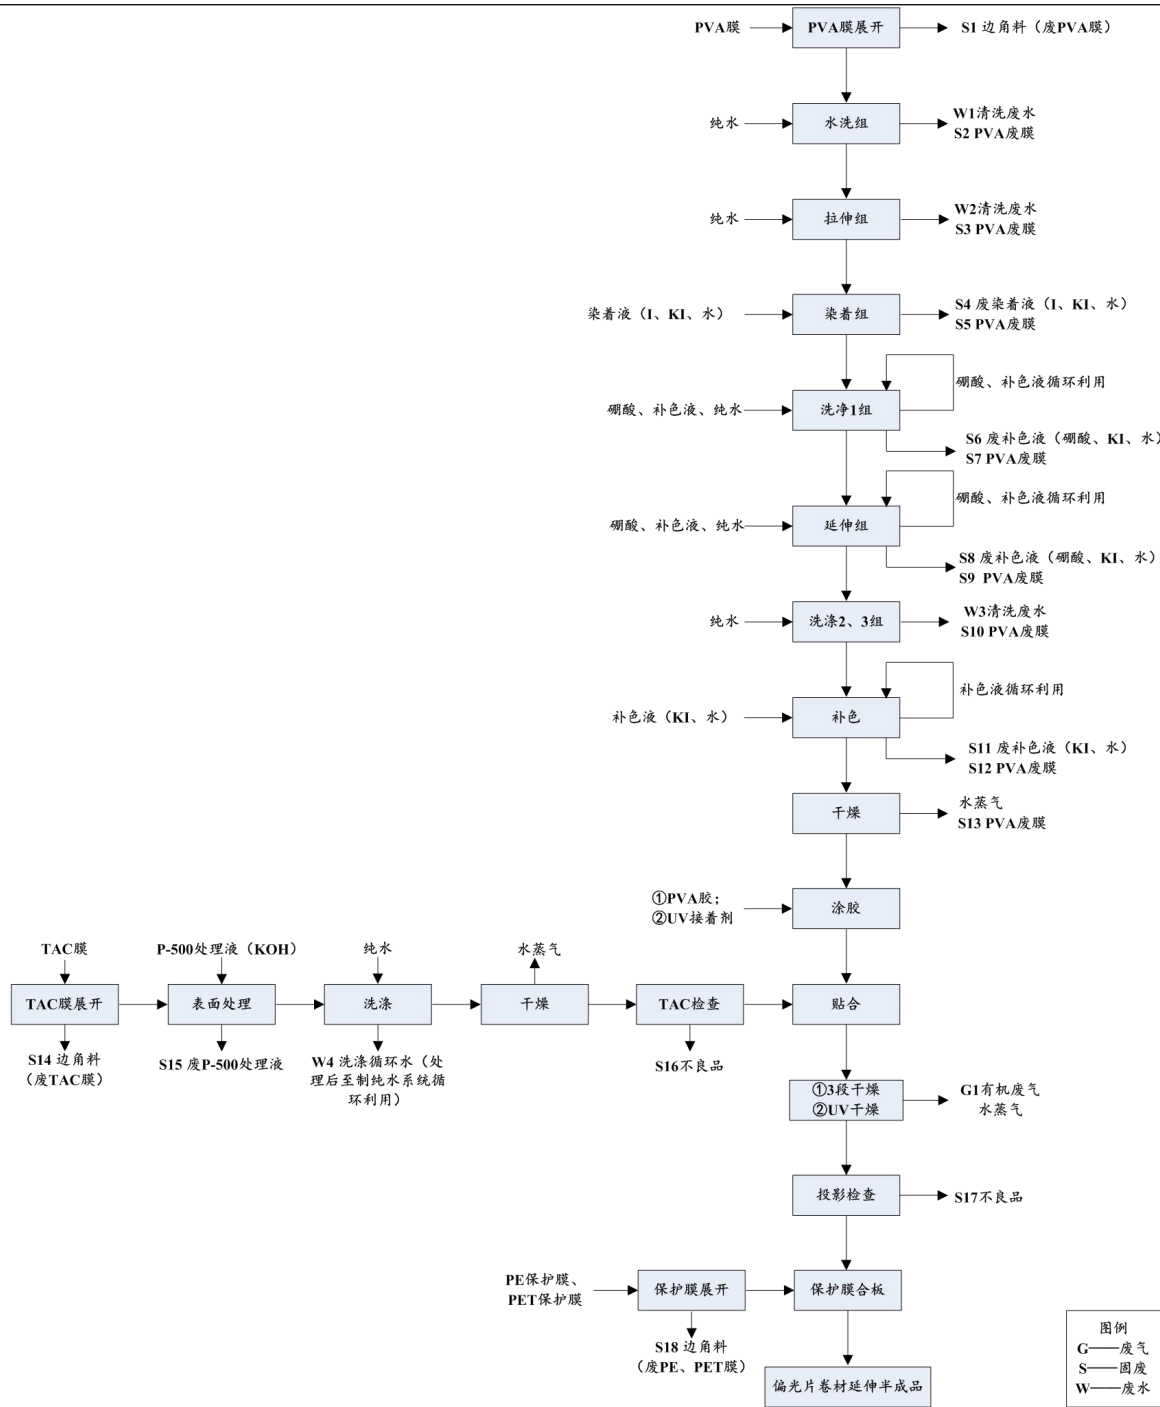 PVA膜
PVA膜展开
S1 边角料（废PVA膜）
纯水
水洗组
W1清洗废水
S2 PVA废膜
纯水
拉伸组
W2清洗废水
S3 PVA废膜
染着液（I、KI、水）
染着组
S4 废染着液（I、KI、水）
S5 PVA废膜
硼酸、补色液循环利用
硼酸、补色液、纯水
洗净1组
S6 废补色液（硼酸、KI、水）
S7 PVA废膜
硼酸、补色液循环利用
硼酸、补色液、纯水
延伸组
S8 废补色液（硼酸、KI、水）
S9 PVA废膜
纯水
洗涤2、3组
W3清洗废水
S10 PVA废膜
补色液循环利用
补色液（KI、水）
补色
S11 废补色液（KI、水）
S12 PVA废膜
干燥
水蒸气
S13 PVA废膜
①PVA胶；
②UV接着剂
涂胶
TAC膜
P-500处理液（KOH）
纯水
水蒸气
TAC膜展开
表面处理
洗涤
干燥
TAC检查
贴合
S14 边角料
（废TAC膜）
S15 废P-500处理液
W4 洗涤循环水（处
理后至制纯水系统循
环利用）
S16不良品
①3段干燥
②UV干燥
G1有机废气
水蒸气
投影检查
S17不良品
PE保护膜、
PET保护膜
保护膜展开
保护膜合板
S18 边角料
（废PE、PET膜）
偏光片卷材延伸半成品
图例
G——废气
S——固废
W——废水